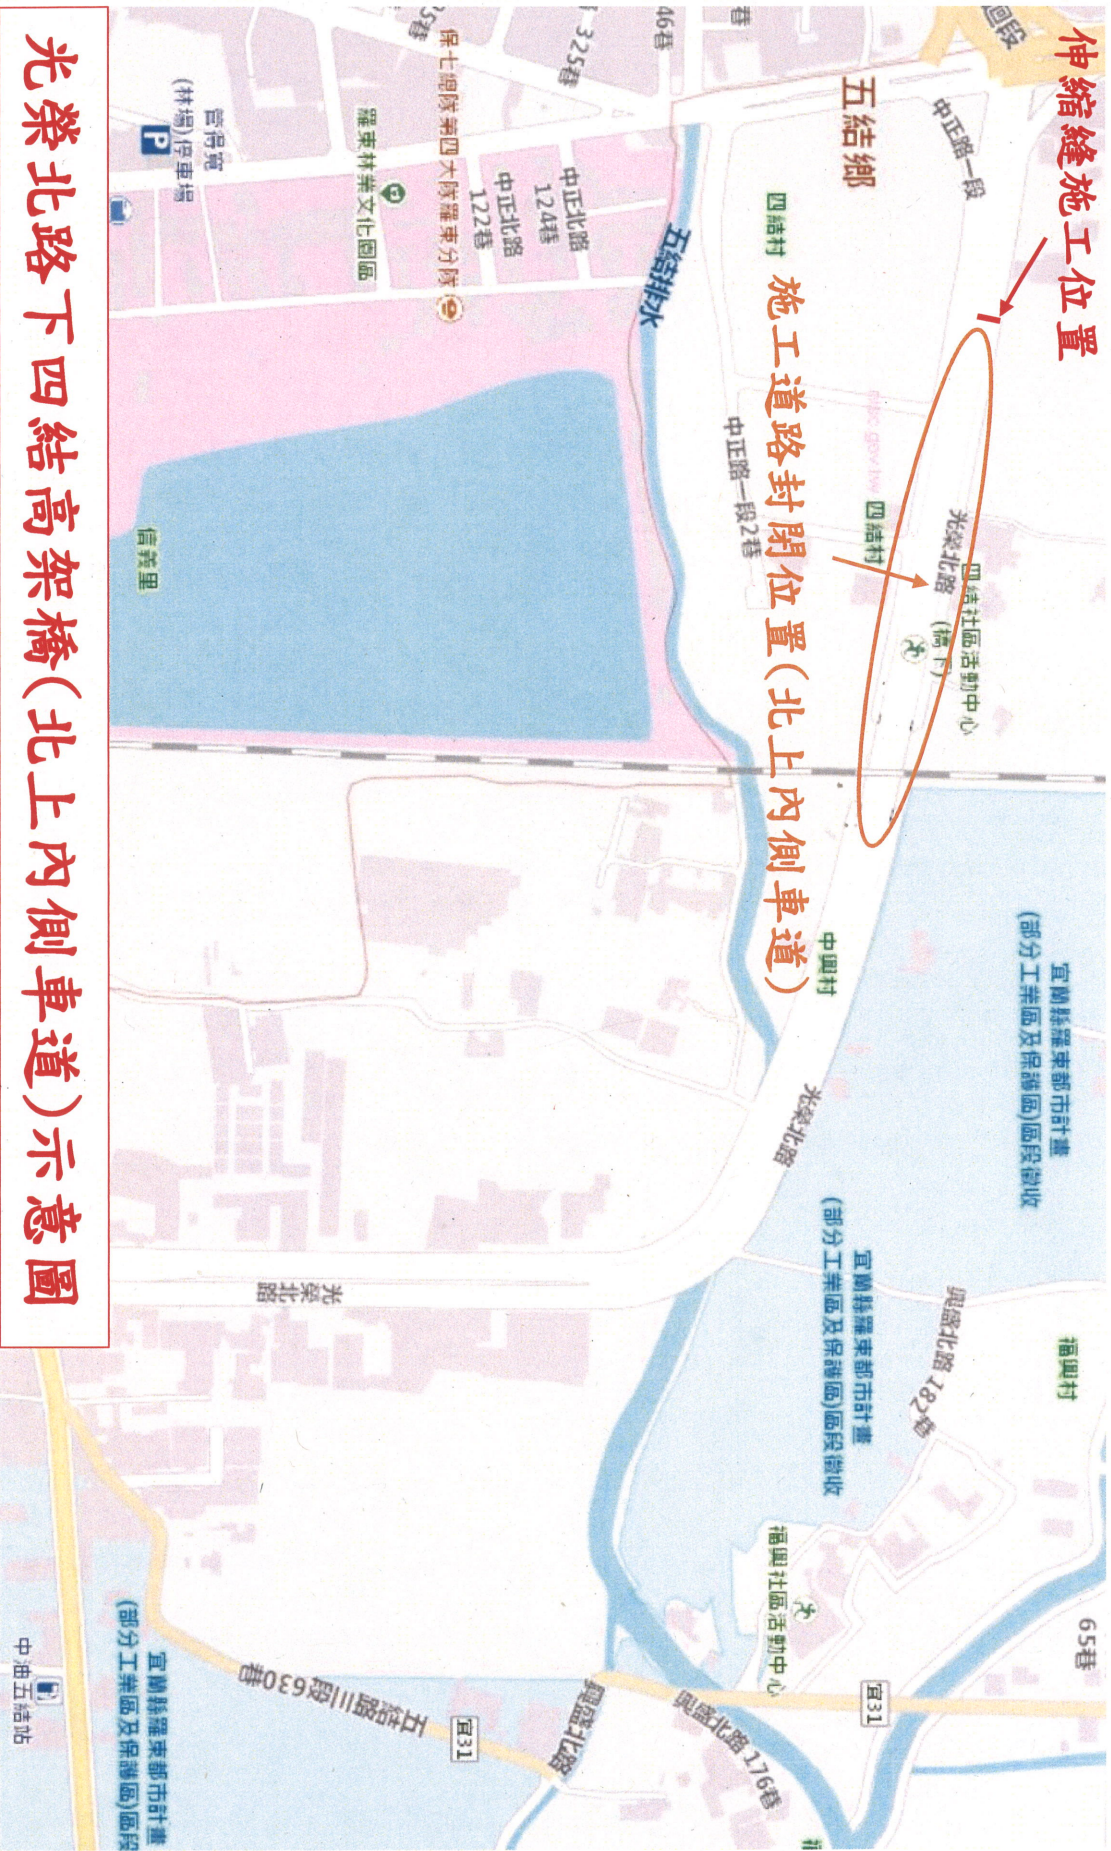 光榮北路下四結高架橋(北上內側車道)示意圖
伸縮縫施工位置
施工道路封閉位置(北上內側車道)
五結鄉
中正路一段
四結村
四結村
五結排水
中正路一段2巷
光榮北路
(橋下)
四結社區活動中心
46巷
巷
325巷
保七總隊第四大隊羅東分隊
羅東林業文化園區
中正北路
124巷
中正北路
122巷
管得寬
(林場)停車場
P
信義里
中興村
光榮北路
光榮北路
宜蘭縣羅東都市計畫
(部分工業區及保護區)區段徵收
宜蘭縣羅東都市計畫
(部分工業區及保護區)區段徵收
興盛北路 182巷
福興村
福興社區活動中心
65巷
宜31
興盛北路 176巷
興盛北路
宜31
五結路三段630巷
宜蘭縣羅東都市計畫
(部分工業區及保護區)區段
中油五結站